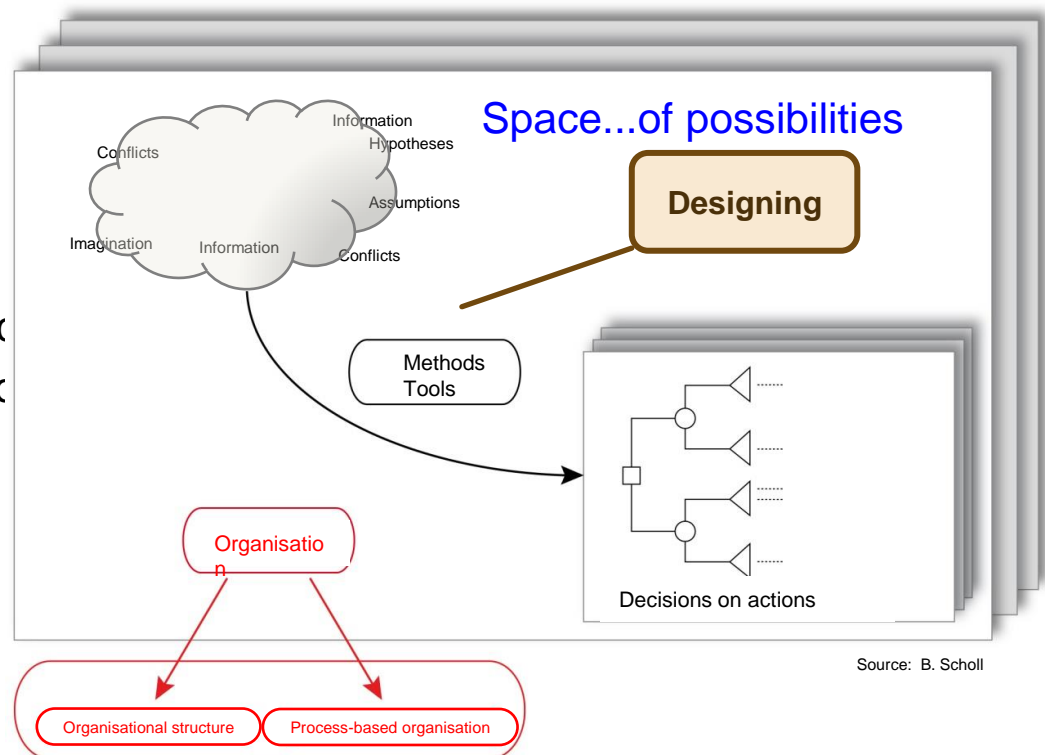 Space...of possibilities
Information
Hypotheses
Conflicts
Assumptions
Imagination
Information
Conflicts
Designing
Methods
Tools
Organisatio
n
Decisions on actions
Source: B. Scholl
Organisational structure
Process-based organisation